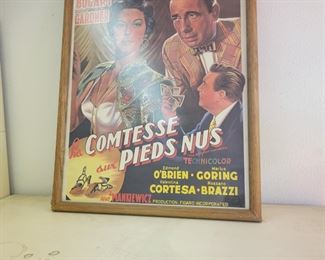 BOGART
GARDNER
La COMTESSE
aux PIEDS NUS
TECHNICOLOR
Edmond Marius
O'BRIEN · GORING
Valentina Rossano
CORTESA · BRAZZI
MANKIEWICZ
PRODUCTION FIGARO INCORPORATED